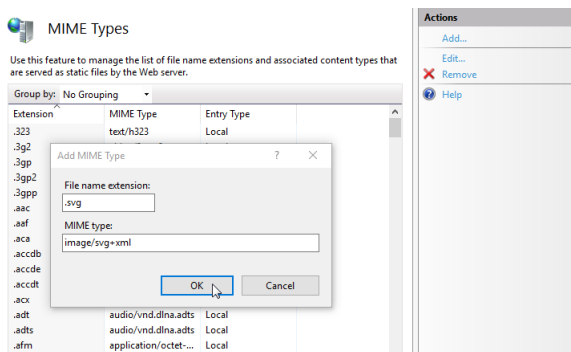 MIME Types
Use this feature to manage the list of file name extensions and associated content types that
are served as static files by the Web server.
Group by: No Grouping
Extension MIME Type Entry Type
.323 text/h323 Local
.3g2
.3gp
.3gp2
.3gpp
.aac
.aaf
.aca
.accdb
.accde
.accdt
.acx
.adt audio/vnd.dlna.adts Local
.adts audio/vnd.dlna.adts Local
.afm application/octet-... Local
Add MIME Type ?
File name extension:
.svg
MIME type:
image/svg+xml
OK Cancel
Actions
Add...
Edit...
Remove
Help